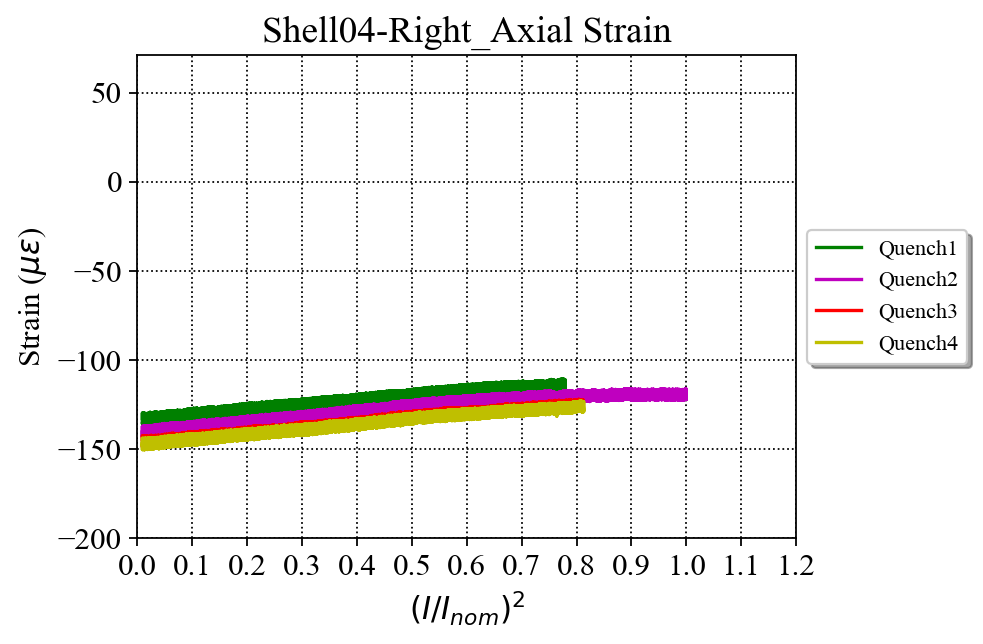 Shell04-Right_Axial Strain
Strain (με)
50
0
−50
−100
−150
−200
0.0 0.1 0.2 0.3 0.4 0.5 0.6 0.7 0.8 0.9 1.0 1.1 1.2
(I/I_{nom})^2
Quench1
Quench2
Quench3
Quench4